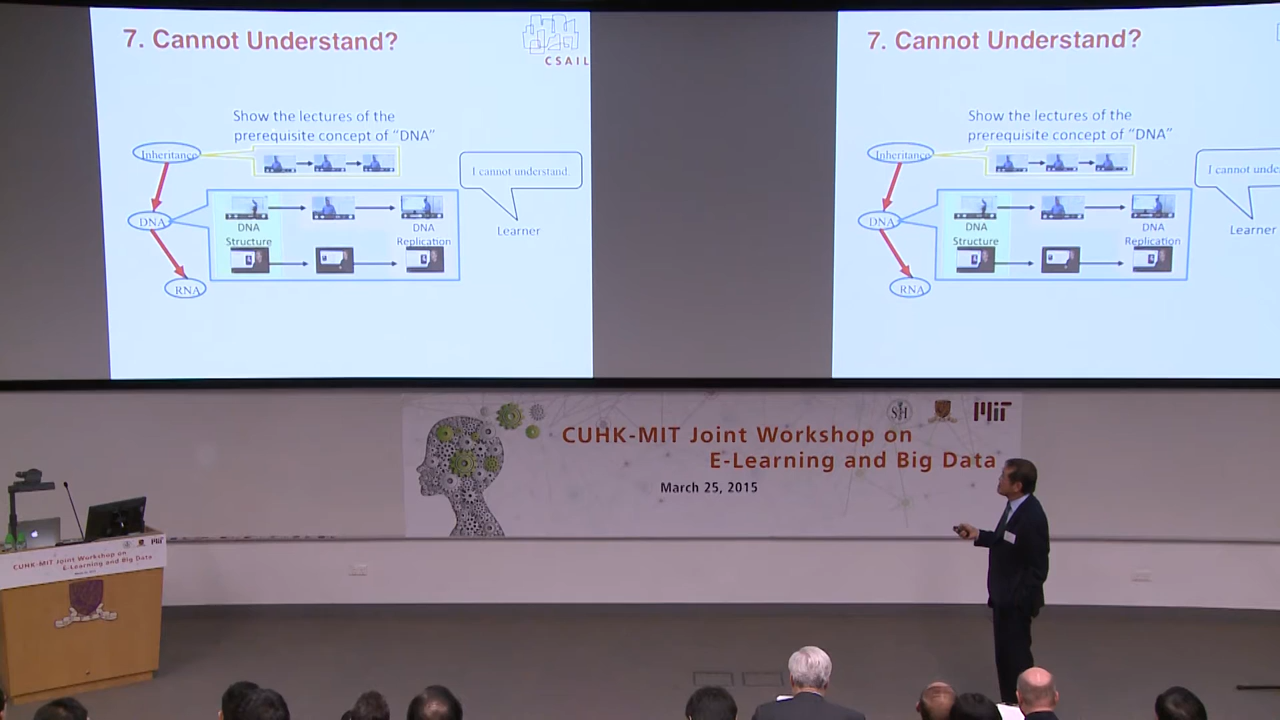 7. Cannot Understand?
CSAIL
Show the lectures of the
prerequisite concept of “DNA”
Inheritance
I cannot understand.
DNA
DNA
Structure
DNA
Replication
Learner
RNA
7. Cannot Understand?
Show the lectures of the
prerequisite concept of “DNA”
Inheritance
I cannot unde
DNA
DNA
Structure
DNA
Replication
Learner
RNA
SH
MIT
CUHK-MIT Joint Workshop on
E-Learning and Big Data
March 25, 2015
MIT
CUHK-MIT Joint Workshop on
E-Learning and Big Data